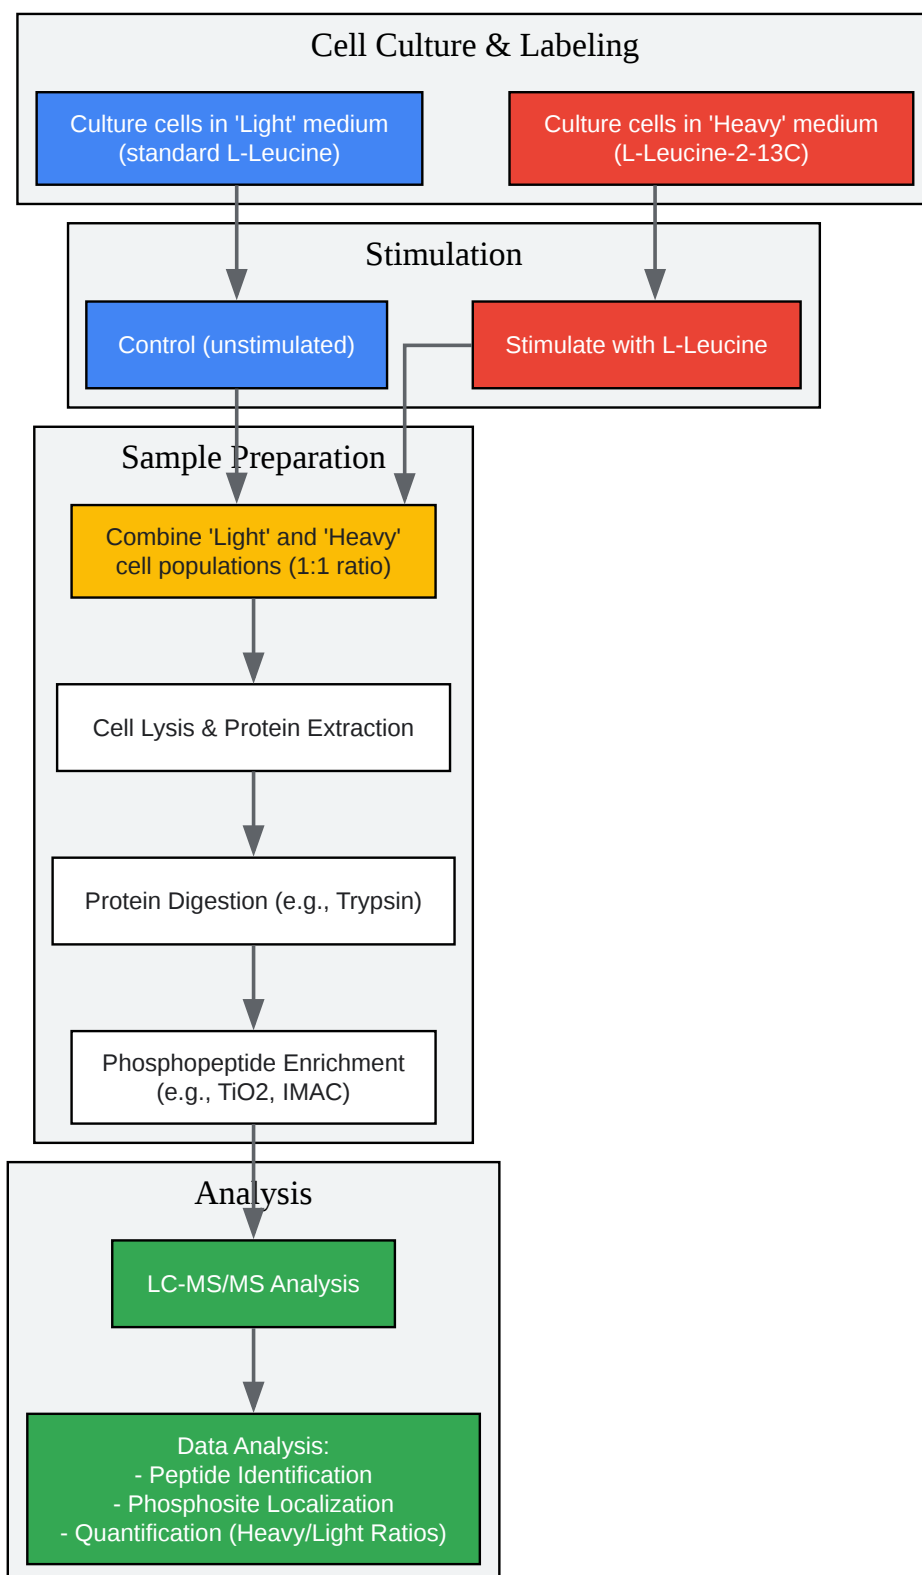 Cell Culture & Labeling
Culture cells in 'Light' medium
(standard L-Leucine)
Culture cells in 'Heavy' medium
(L-Leucine-2-13C)
Stimulation
Control (unstimulated)
Stimulate with L-Leucine
Sample Preparation
Combine 'Light' and 'Heavy'
cell populations (1:1 ratio)
Cell Lysis & Protein Extraction
Protein Digestion (e.g., Trypsin)
Phosphopeptide Enrichment
(e.g., TiO2, IMAC)
Analysis
LC-MS/MS Analysis
Data Analysis:
- Peptide Identification
- Phosphosite Localization
- Quantification (Heavy/Light Ratios)